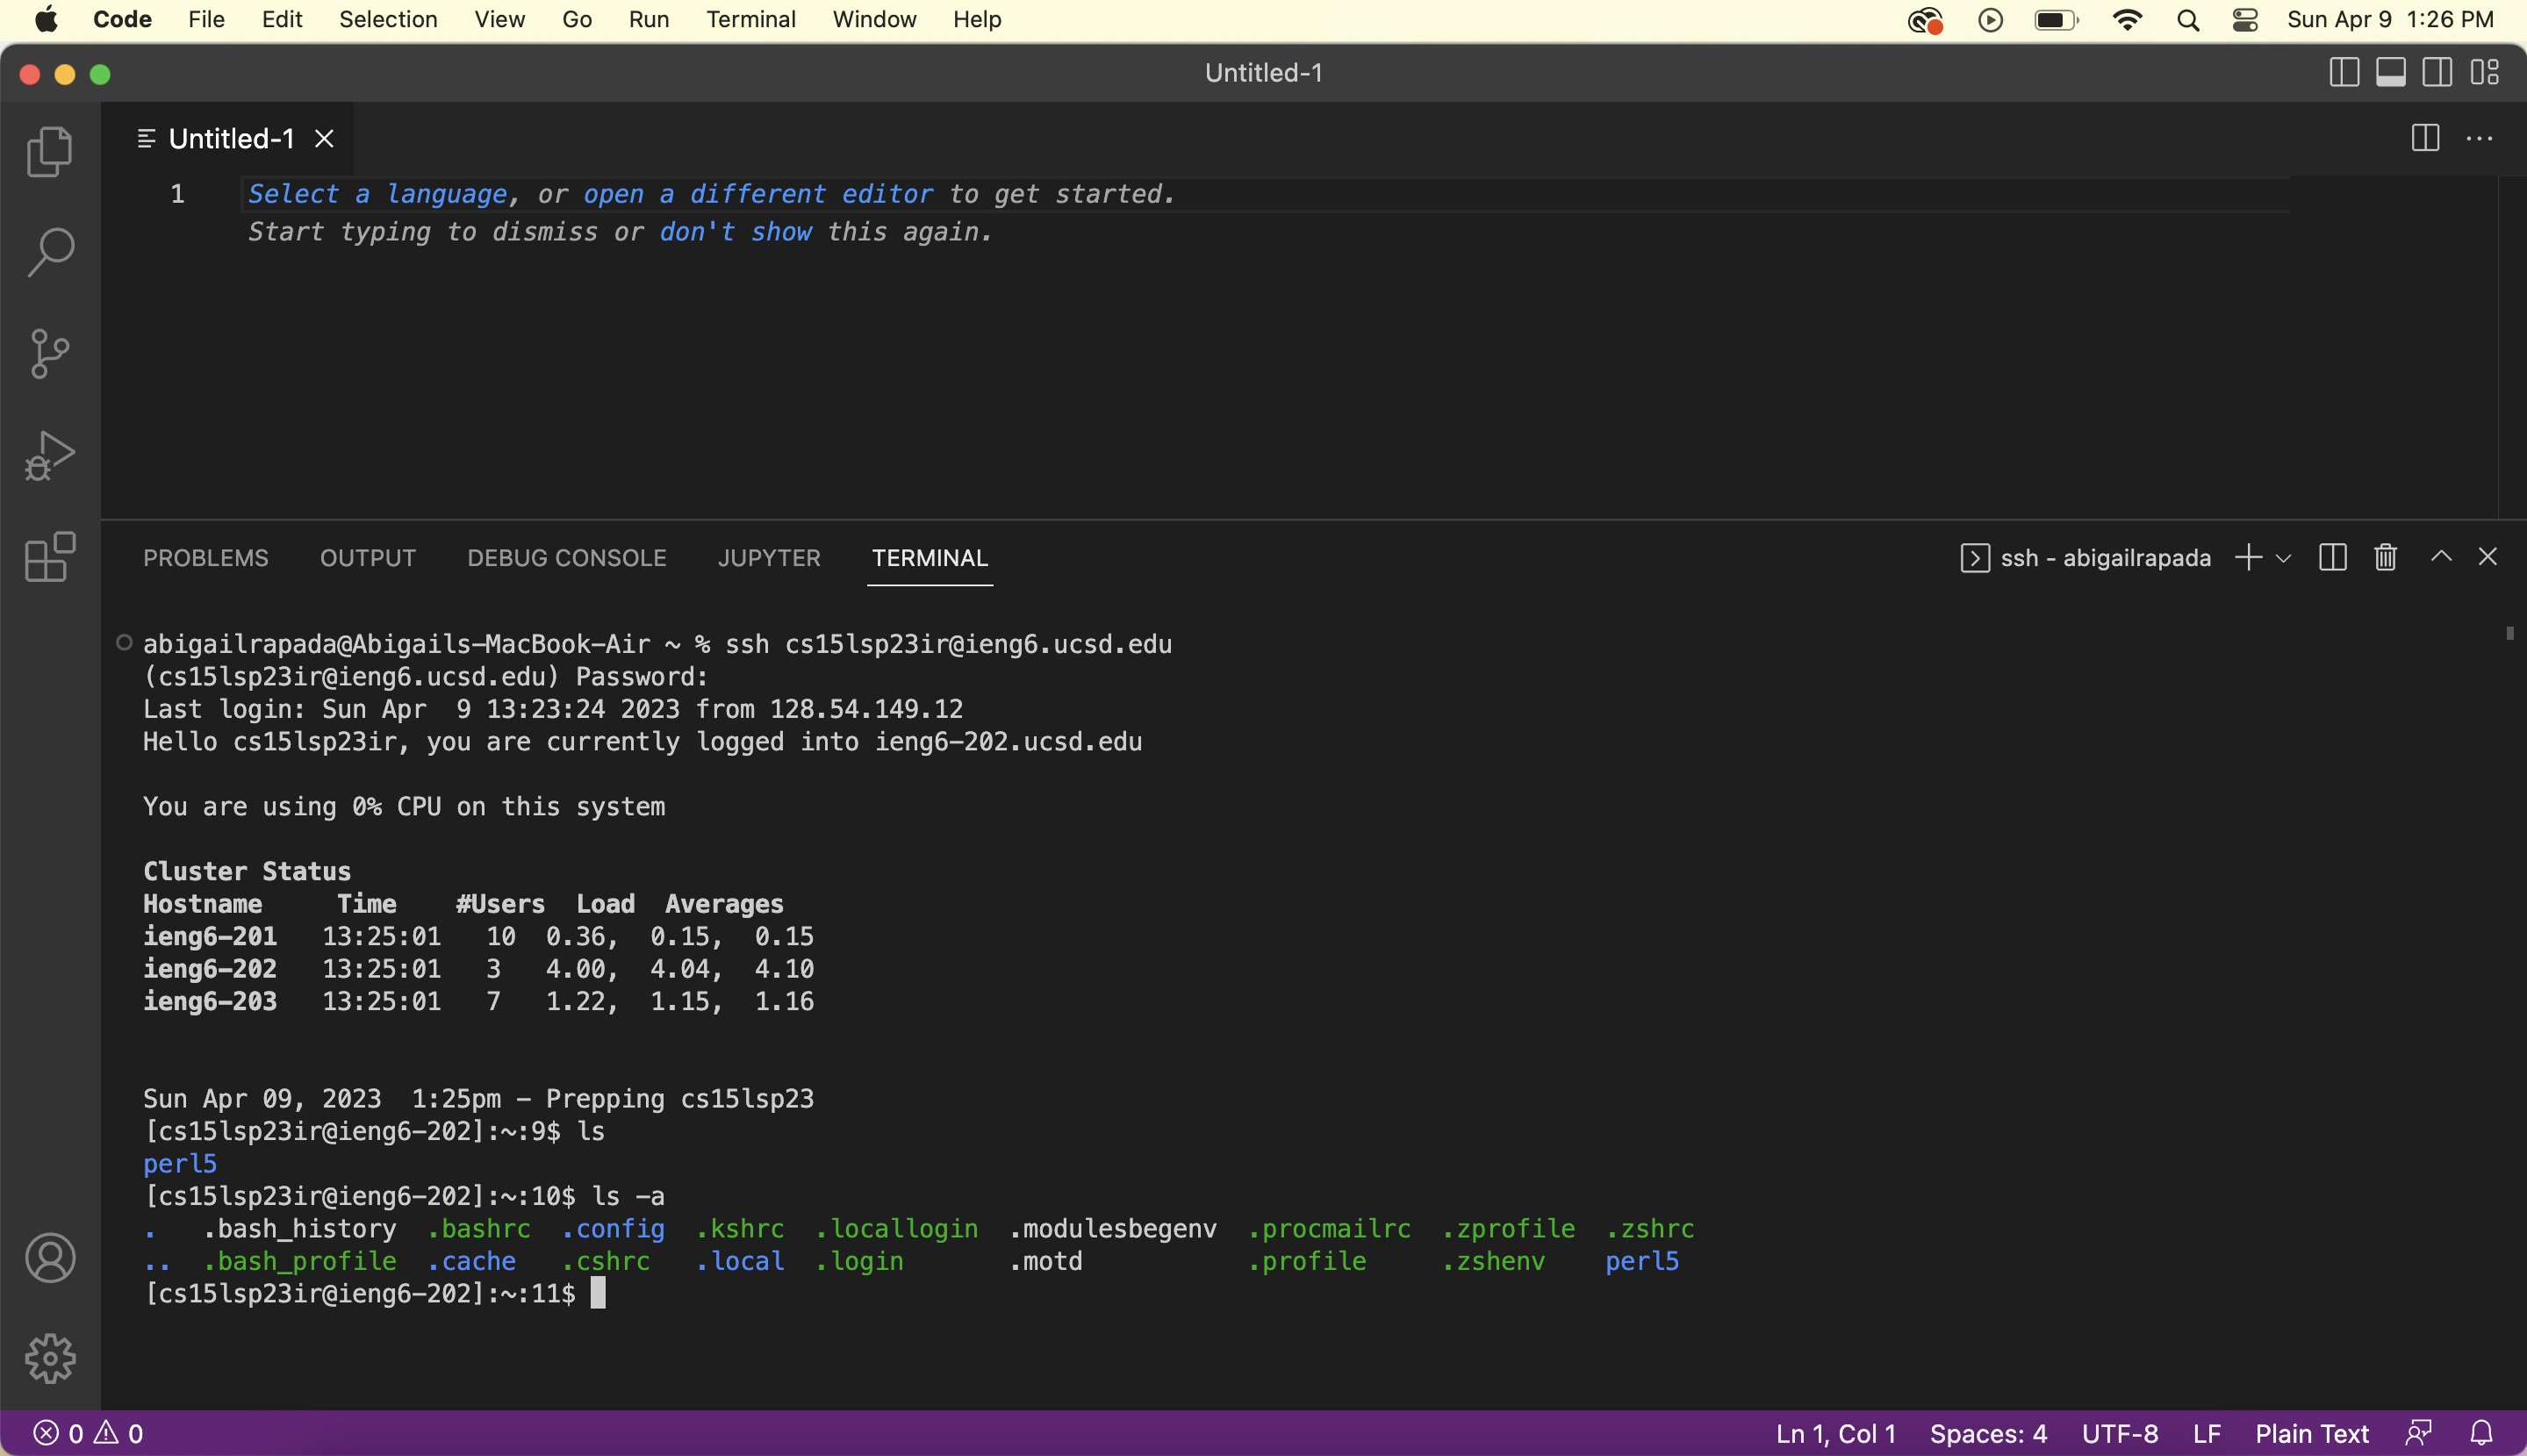 Code File Edit Selection View Go Run Terminal Window Help Sun Apr 9 1:26 PM
Untitled-1
Untitled-1
1 Select a language, or open a different editor to get started.
Start typing to dismiss or don't show this again.
PROBLEMS OUTPUT DEBUG CONSOLE JUPYTER TERMINAL ssh - abigailrapada
abigailrapada@Abigails-MacBook-Air ~ % ssh cs15lsp23ir@ieng6.ucsd.edu
(cs15lsp23ir@ieng6.ucsd.edu) Password:
Last login: Sun Apr  9 13:23:24 2023 from 128.54.149.12
Hello cs15lsp23ir, you are currently logged into ieng6-202.ucsd.edu
You are using 0% CPU on this system
Cluster Status
Hostname     Time    #Users  Load  Averages
ieng6-201   13:25:01   10  0.36,  0.15,  0.15
ieng6-202   13:25:01   3   4.00,  4.04,  4.10
ieng6-203   13:25:01   7   1.22,  1.15,  1.16
Sun Apr 09, 2023  1:25pm - Prepping cs15lsp23
[cs15lsp23ir@ieng6-202]:~:9$ ls
perl5
[cs15lsp23ir@ieng6-202]:~:10$ ls -a
.   .bash_history  .bashrc  .config  .kshrc  .locallogin  .modulesbegenv  .procmailrc  .zprofile  .zshrc
..  .bash_profile  .cache   .cshrc   .local  .login       .motd           .profile     .zshenv    perl5
[cs15lsp23ir@ieng6-202]:~:11$
0 0 Ln 1, Col 1 Spaces: 4 UTF-8 LF Plain Text